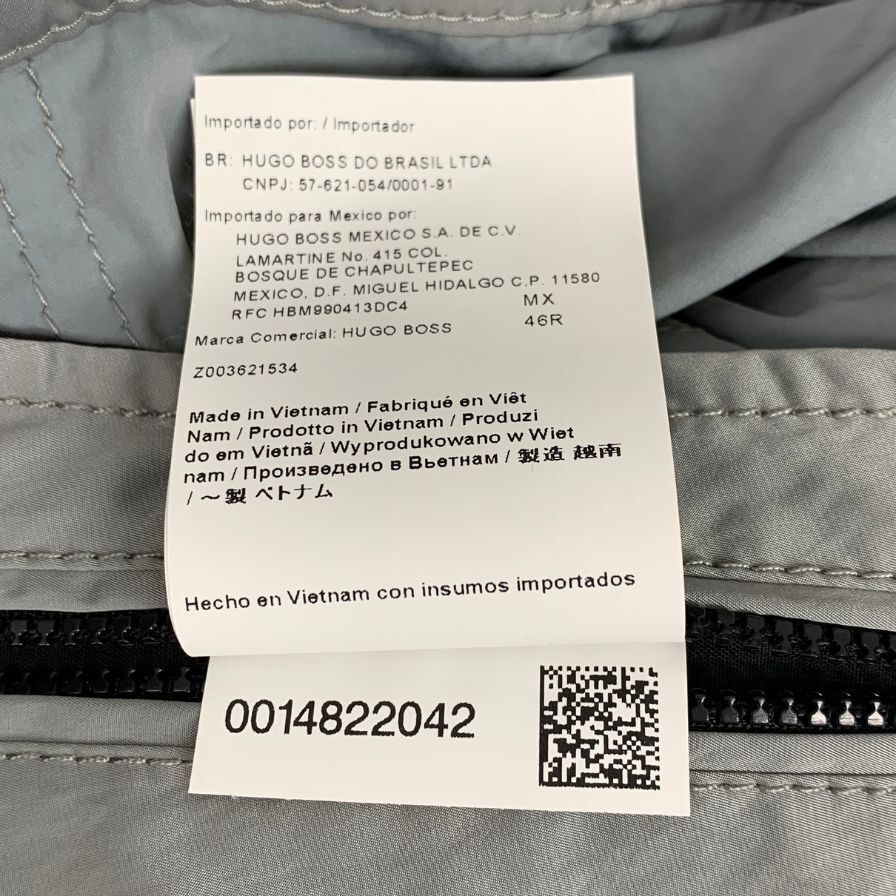 Importado por: / Importador
BR: HUGO BOSS DO BRASIL LTDA.
CNPJ: 57-621-054/0001-91
Importado para Mexico por:
HUGO BOSS MEXICO S.A. DE C.V.
LAMARTINE No. 415 COL.
BOSQUE DE CHAPULTEPEC
MEXICO, D.F. MIGUEL HIDALGO C.P. 11580
RFC HBM990413DC4 MX
Marca Comercial: HUGO BOSS 46R
Z003621534
Made in Vietnam / Fabriqué en Viêt
Nam / Prodotto in Vietnam / Produzi
do em Vietnã / Wyprodukowano w Wiet
nam / Произведено в Вьетнам / 製造 越南
/ ～製 ベトナム
Hecho en Vietnam con insumos importados
0014822042